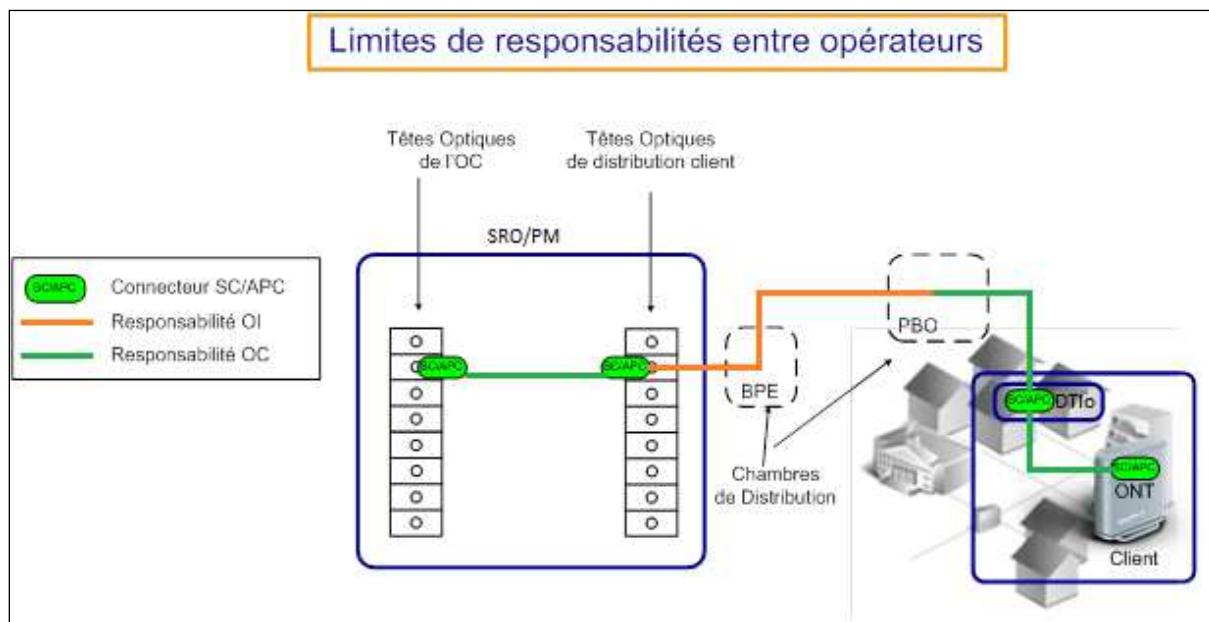 Limites de responsabilités entre opérateurs
Têtes Optiques
de l'OC
Têtes Optiques
de distribution client
SRO/PM
SC/APC
Connecteur SC/APC
Responsabilité OI
Responsabilité OC
SC/APC
SC/APC
BPE
PBO
SC/APC
DTIo
SC/APC
ONT
Chambres
de Distribution
Client